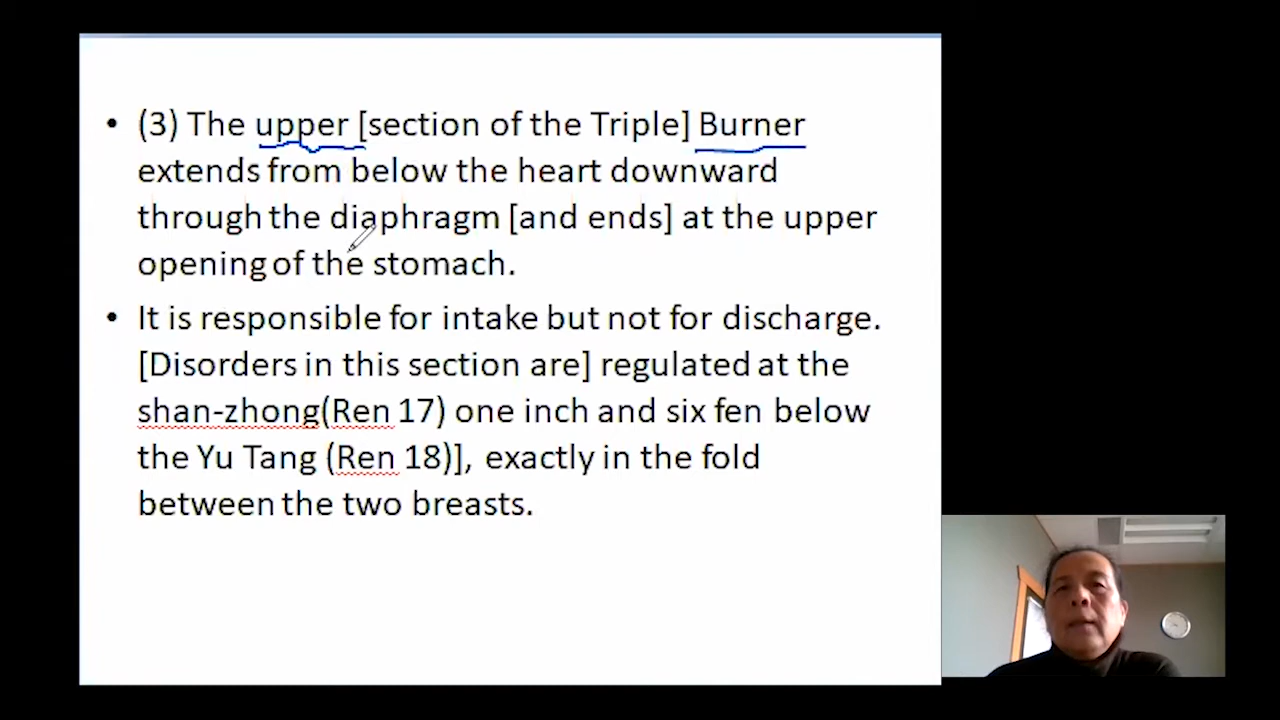 • (3) The upper [section of the Triple] Burner
extends from below the heart downward
through the diaphragm [and ends] at the upper
opening of the stomach.
• It is responsible for intake but not for discharge.
[Disorders in this section are] regulated at the
shan-zhong(Ren 17) one inch and six fen below
the Yu Tang (Ren 18)], exactly in the fold
between the two breasts.